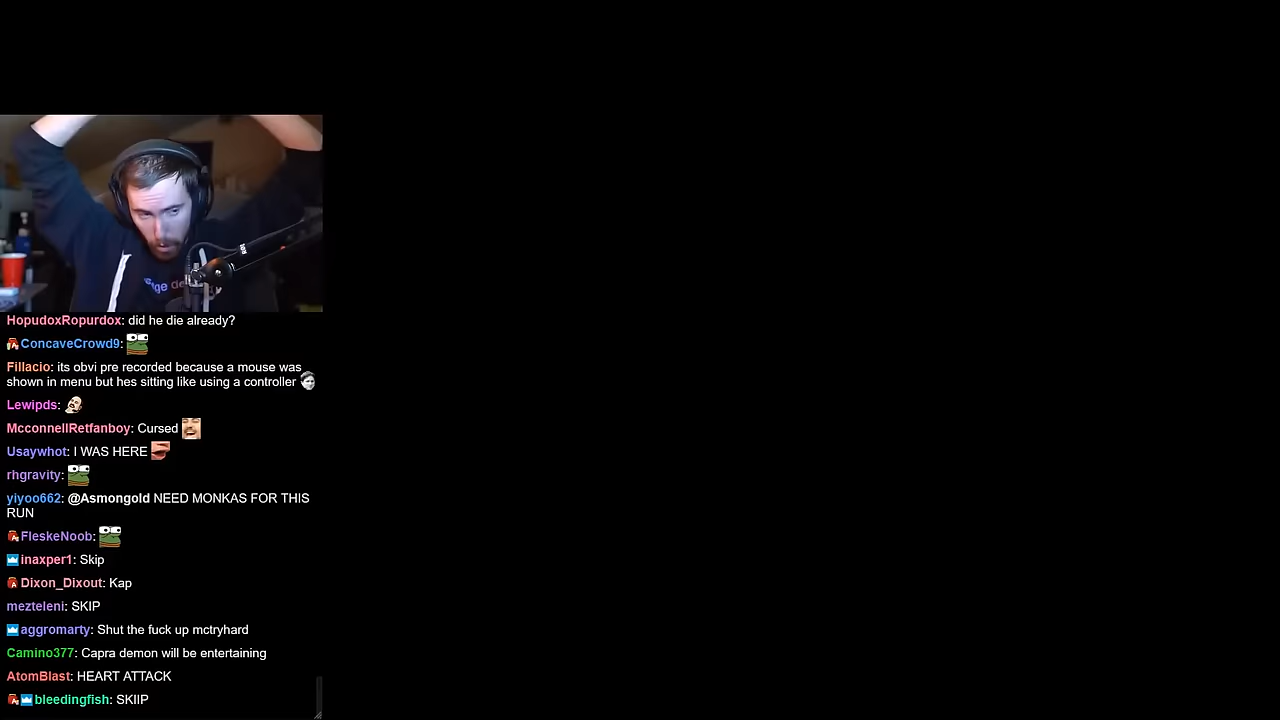 HopudoxRopurdox: did he die already?
ConcaveCrowd9:
Fillacio: its obvi pre recorded because a mouse was
shown in menu but hes sitting like using a controller
Lewipds:
McconnellRetfanboy: Cursed
Usaywhot: I WAS HERE
rhgravity:
yiyoo662: @Asmongold NEED MONKAS FOR THIS
RUN
FleskeNoob:
inaxper1: Skip
Dixon_Dixout: Kap
mezteleni: SKIP
aggromarty: Shut the fuck up mctryhard
Camino377: Capra demon will be entertaining
AtomBlast: HEART ATTACK
bleedingfish: SKIIP